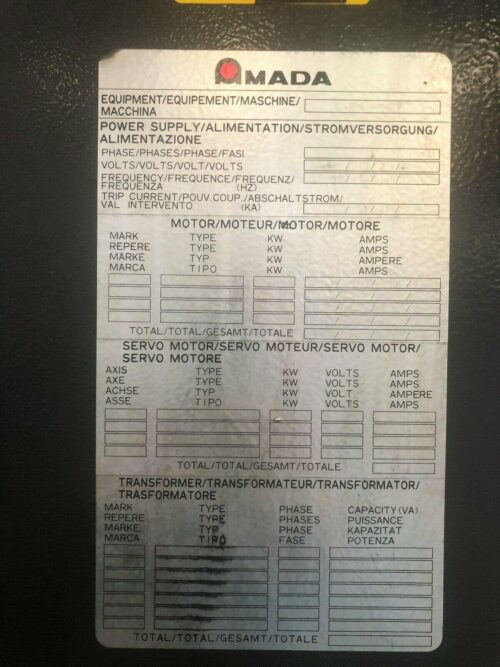 AMADA
EQUIPMENT/EQUIPEMENT/MASCHINE/
MACCHINA
POWER SUPPLY/ALIMENTATION/STROMVERSORGUNG/
ALIMENTAZIONE
PHASE/PHASES/PHASE/FASI
VOLTS/VOLTS/VOLT/VOLTS
FREQUENCY/FREQUENCE/FREQUENZ/
FREQUENZA (HZ)
TRIP CURRENT/POUV.COUP./ABSCHALTSTROM/
VAL INTERVENTO (KA)
MOTOR/MOTEUR/MOTOR/MOTORE
MARK TYPE KW AMPS
REPERE TYPE KW AMPS
MARKE TYP KW AMPERE
MARCA TIPO KW AMPS
TOTAL/TOTAL/GESAMT/TOTALE
SERVO MOTOR/SERVO MOTEUR/SERVO MOTOR/
SERVO MOTORE
AXIS TYPE KW VOLTS AMPS
AXE TYPE KW VOLTS AMPS
ACHSE TYP KW VOLT AMPERE
ASSE TIPO KW VOLTS AMPS
TOTAL/TOTAL/GESAMT/TOTALE
TRANSFORMER/TRANSFORMATEUR/TRANSFORMATOR/
TRASFORMATORE
MARK TYPE PHASE CAPACITY(VA)
REPERE TYPE PHASES PUISSANCE
MARKE TYP PHASE KAPAZITAT
MARCA TIPO FASE POTENZA
TOTAL/TOTAL/GESAMT/TOTALE